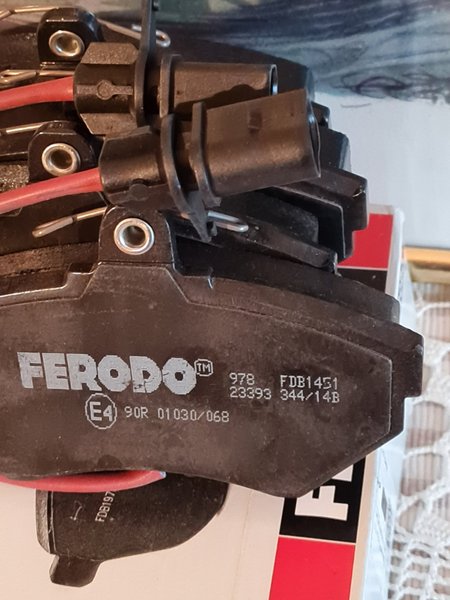 FERODO™
978 FDB1451
23393 344/14B
E4 90R 01030/068
FDB197